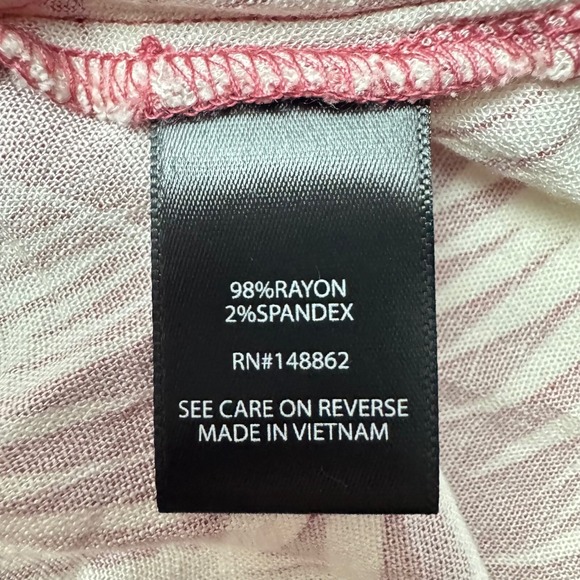 98%RAYON
2%SPANDEX
RN#148862
SEE CARE ON REVERSE
MADE IN VIETNAM